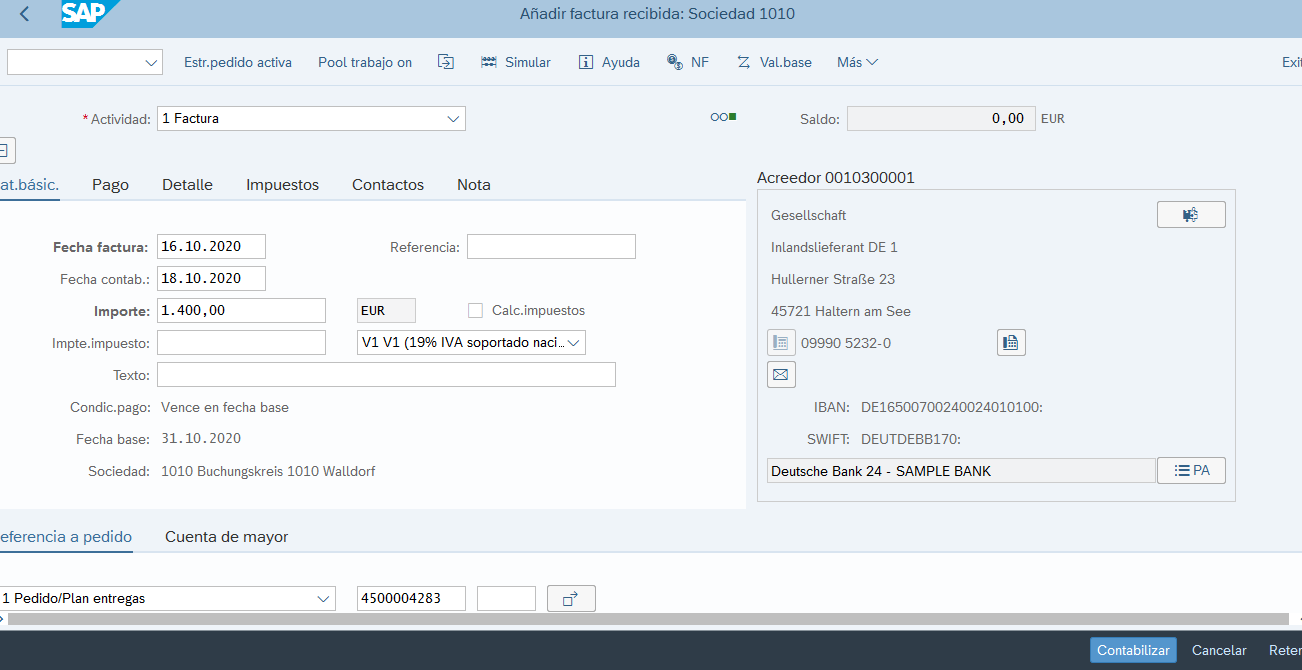 SAP
Añadir factura recibida: Sociedad 1010
Estr.pedido activa Pool trabajo on Simular Ayuda NF Val.base Más Exit
* Actividad: 1 Factura
Saldo: 0,00 EUR
at.básic. Pago Detalle Impuestos Contactos Nota
Fecha factura: 16.10.2020 Referencia:
Fecha contab.: 18.10.2020
Importe: 1.400,00 EUR Calc.impuestos
Impte.impuesto: V1 V1 (19% IVA soportado naci...
Texto:
Condic.pago: Vence en fecha base
Fecha base: 31.10.2020
Sociedad: 1010 Buchungskreis 1010 Walldorf
Acreedor 0010300001
Gesellschaft
Inlandslieferant DE 1
Hullerner Straße 23
45721 Haltern am See
09990 5232-0
IBAN: DE16500700240024010100:
SWIFT: DEUTDEBB170:
Deutsche Bank 24 - SAMPLE BANK PA
eferencia a pedido Cuenta de mayor
1 Pedido/Plan entregas 4500004283
Contabilizar Cancelar Reten